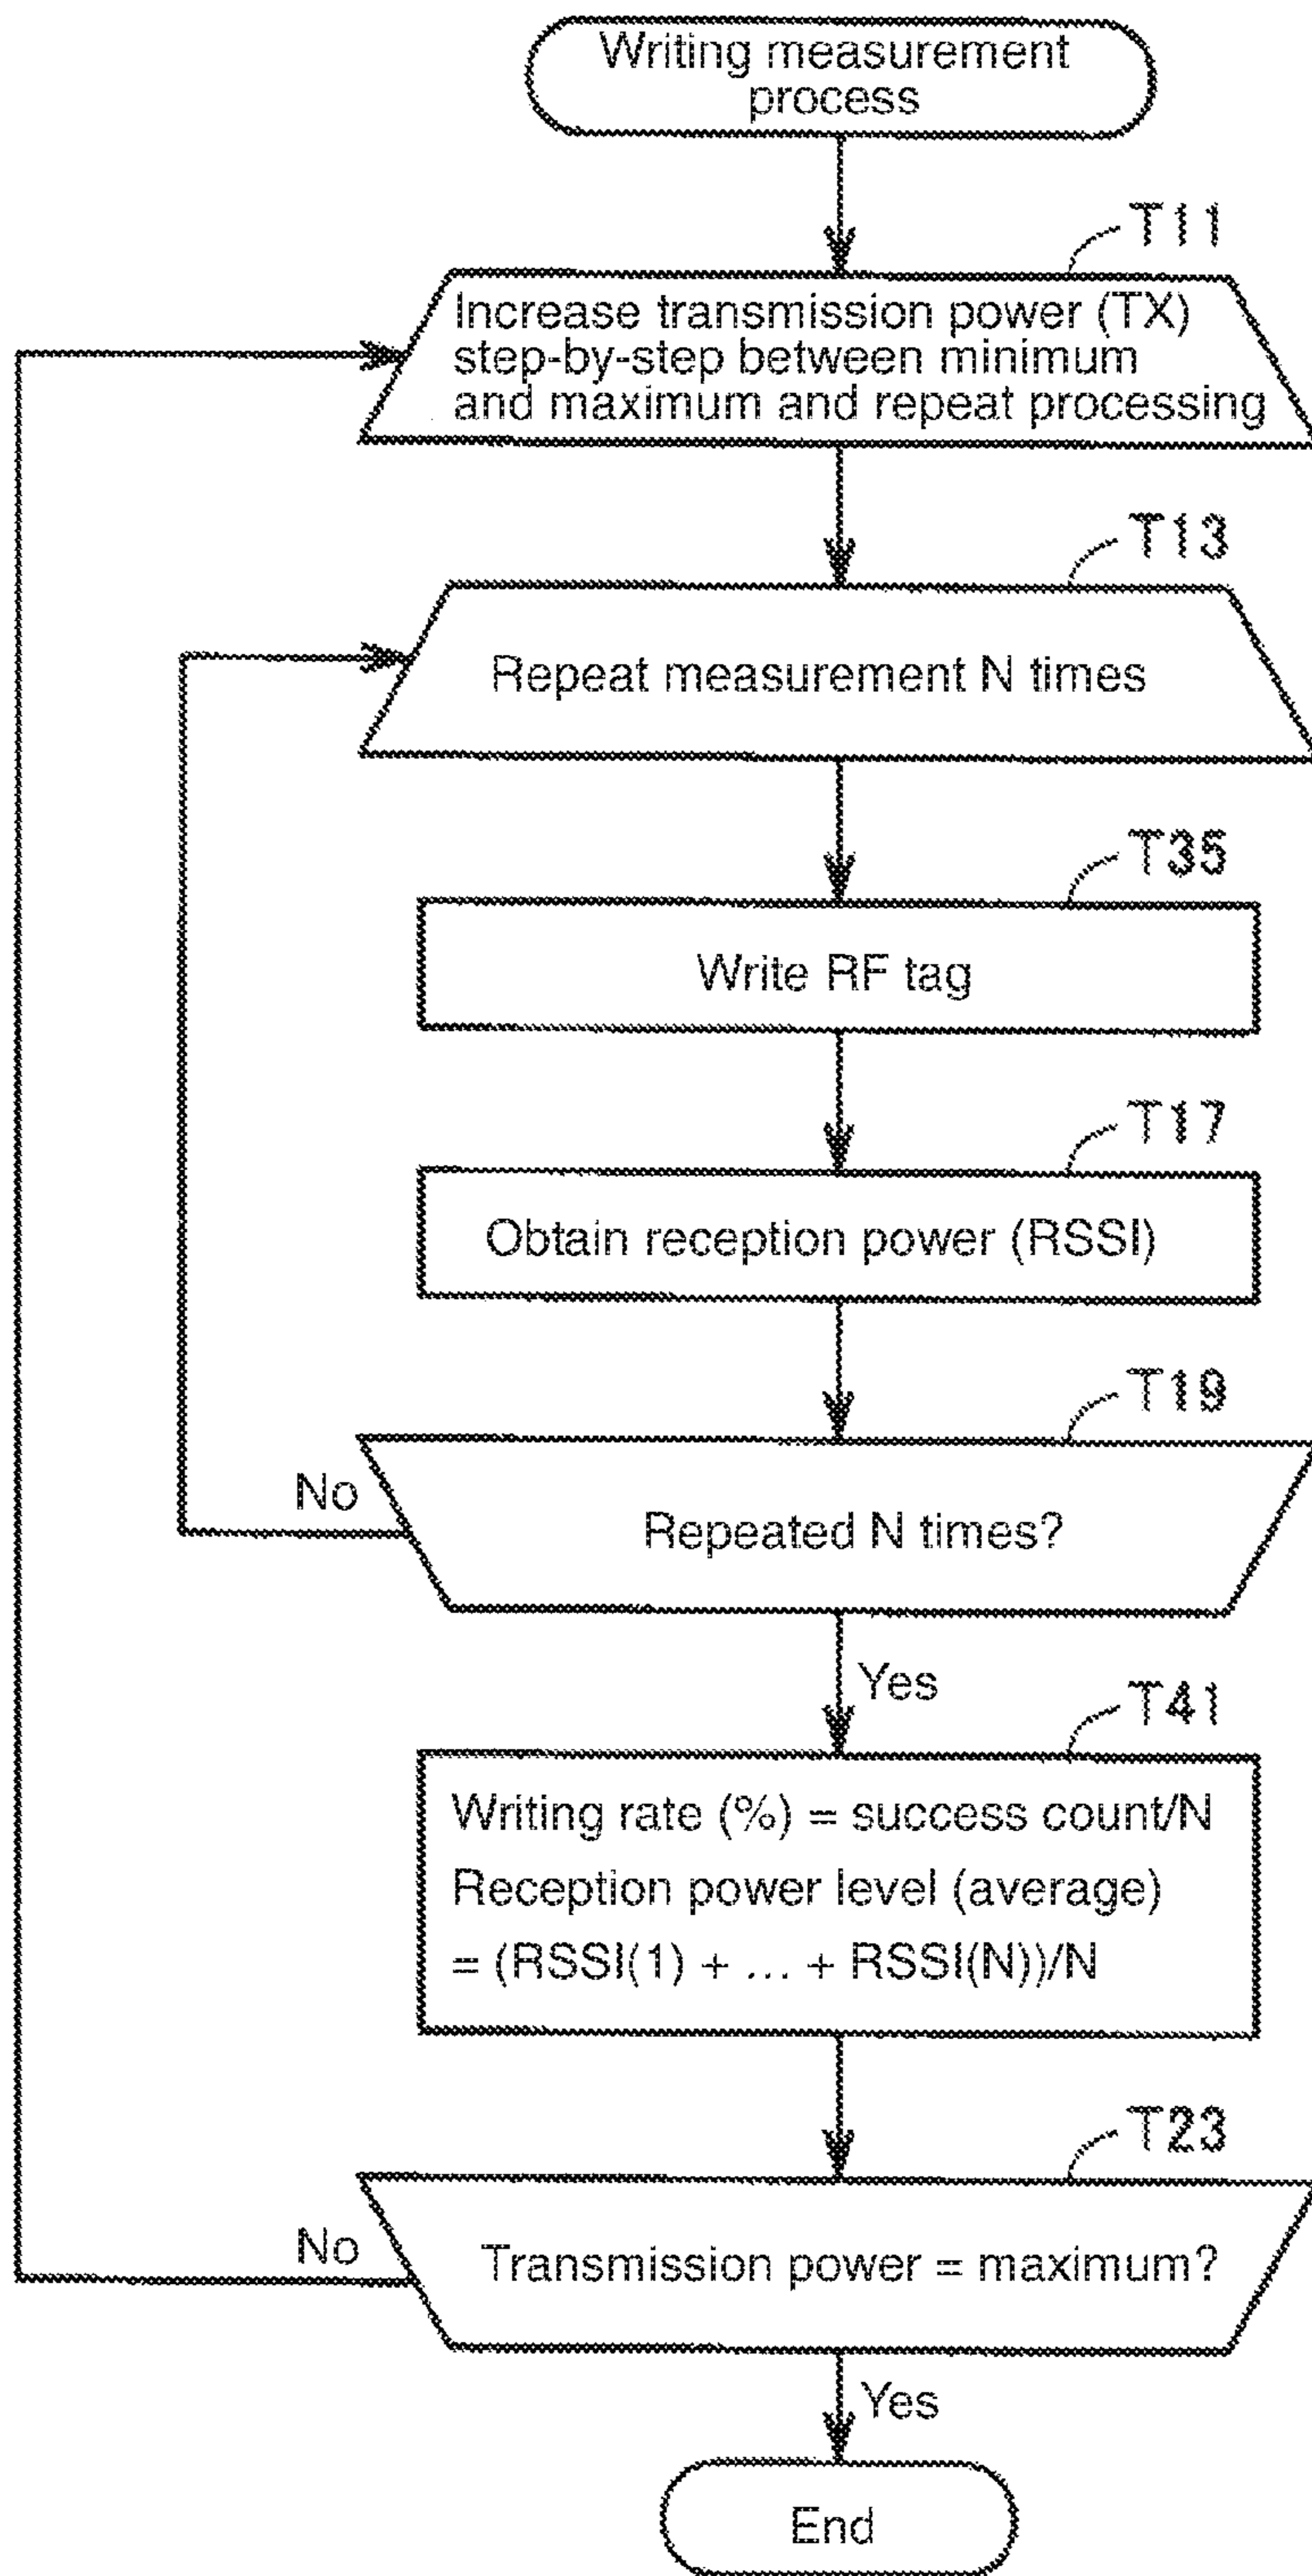 Writing measurement
process
T11
Increase transmission power (TX)
step-by-step between minimum
and maximum and repeat processing
T13
Repeat measurement N times
T35
Write RF tag
T17
Obtain reception power (RSSI)
T19
No
Repeated N times?
Yes
T41
Writing rate (%) = success count/N
Reception power level (average)
= (RSSI(1) + ... + RSSI(N))/N
T23
No
Transmission power = maximum?
Yes
End